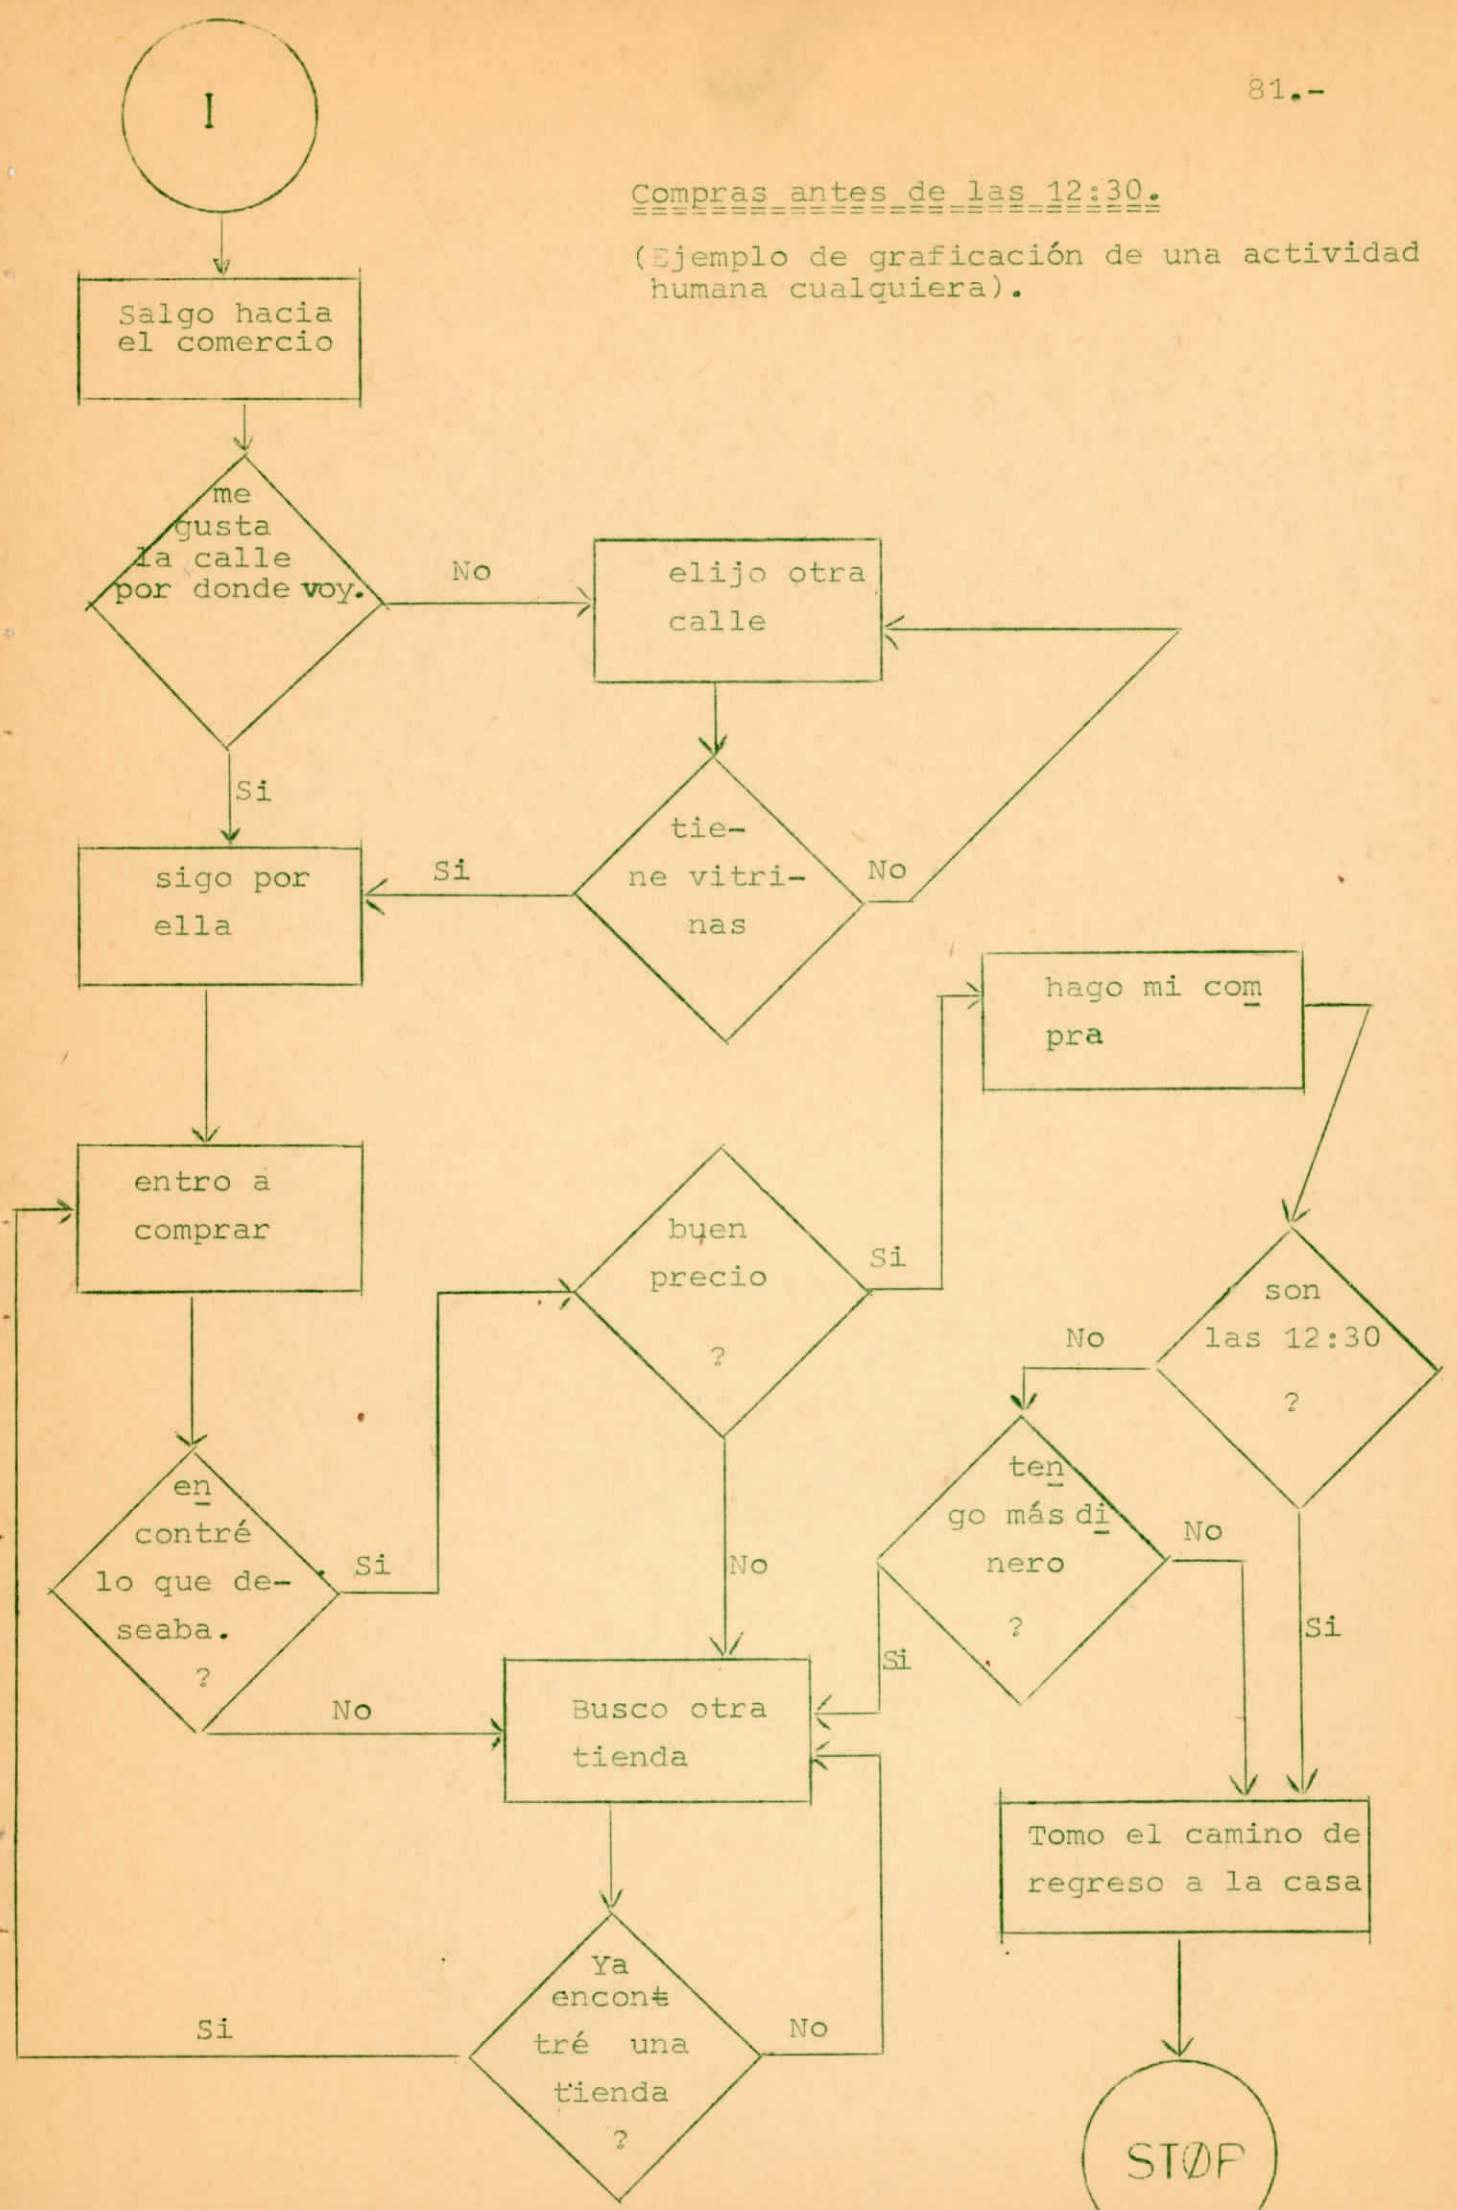 81.-
I
Compras antes de las 12:30.
(Ejemplo de graficación de una actividad
humana cualquiera).
Salgo hacia
el comercio
me
gusta
la calle
por donde voy.
No
elijo otra
calle
Si
tie-
ne vitri-
nas
Si
No
sigo por
ella
hago mi com
pra
entro a
comprar
buen
precio
?
Si
son
las 12:30
?
No
en
contré
lo que de-
seaba.
?
Si
No
ten
go más di
nero
?
No
Si
Si
No
Busco otra
tienda
Tomo el camino de
regreso a la casa
Ya
encont
tré una
tienda
?
Si
No
STØP